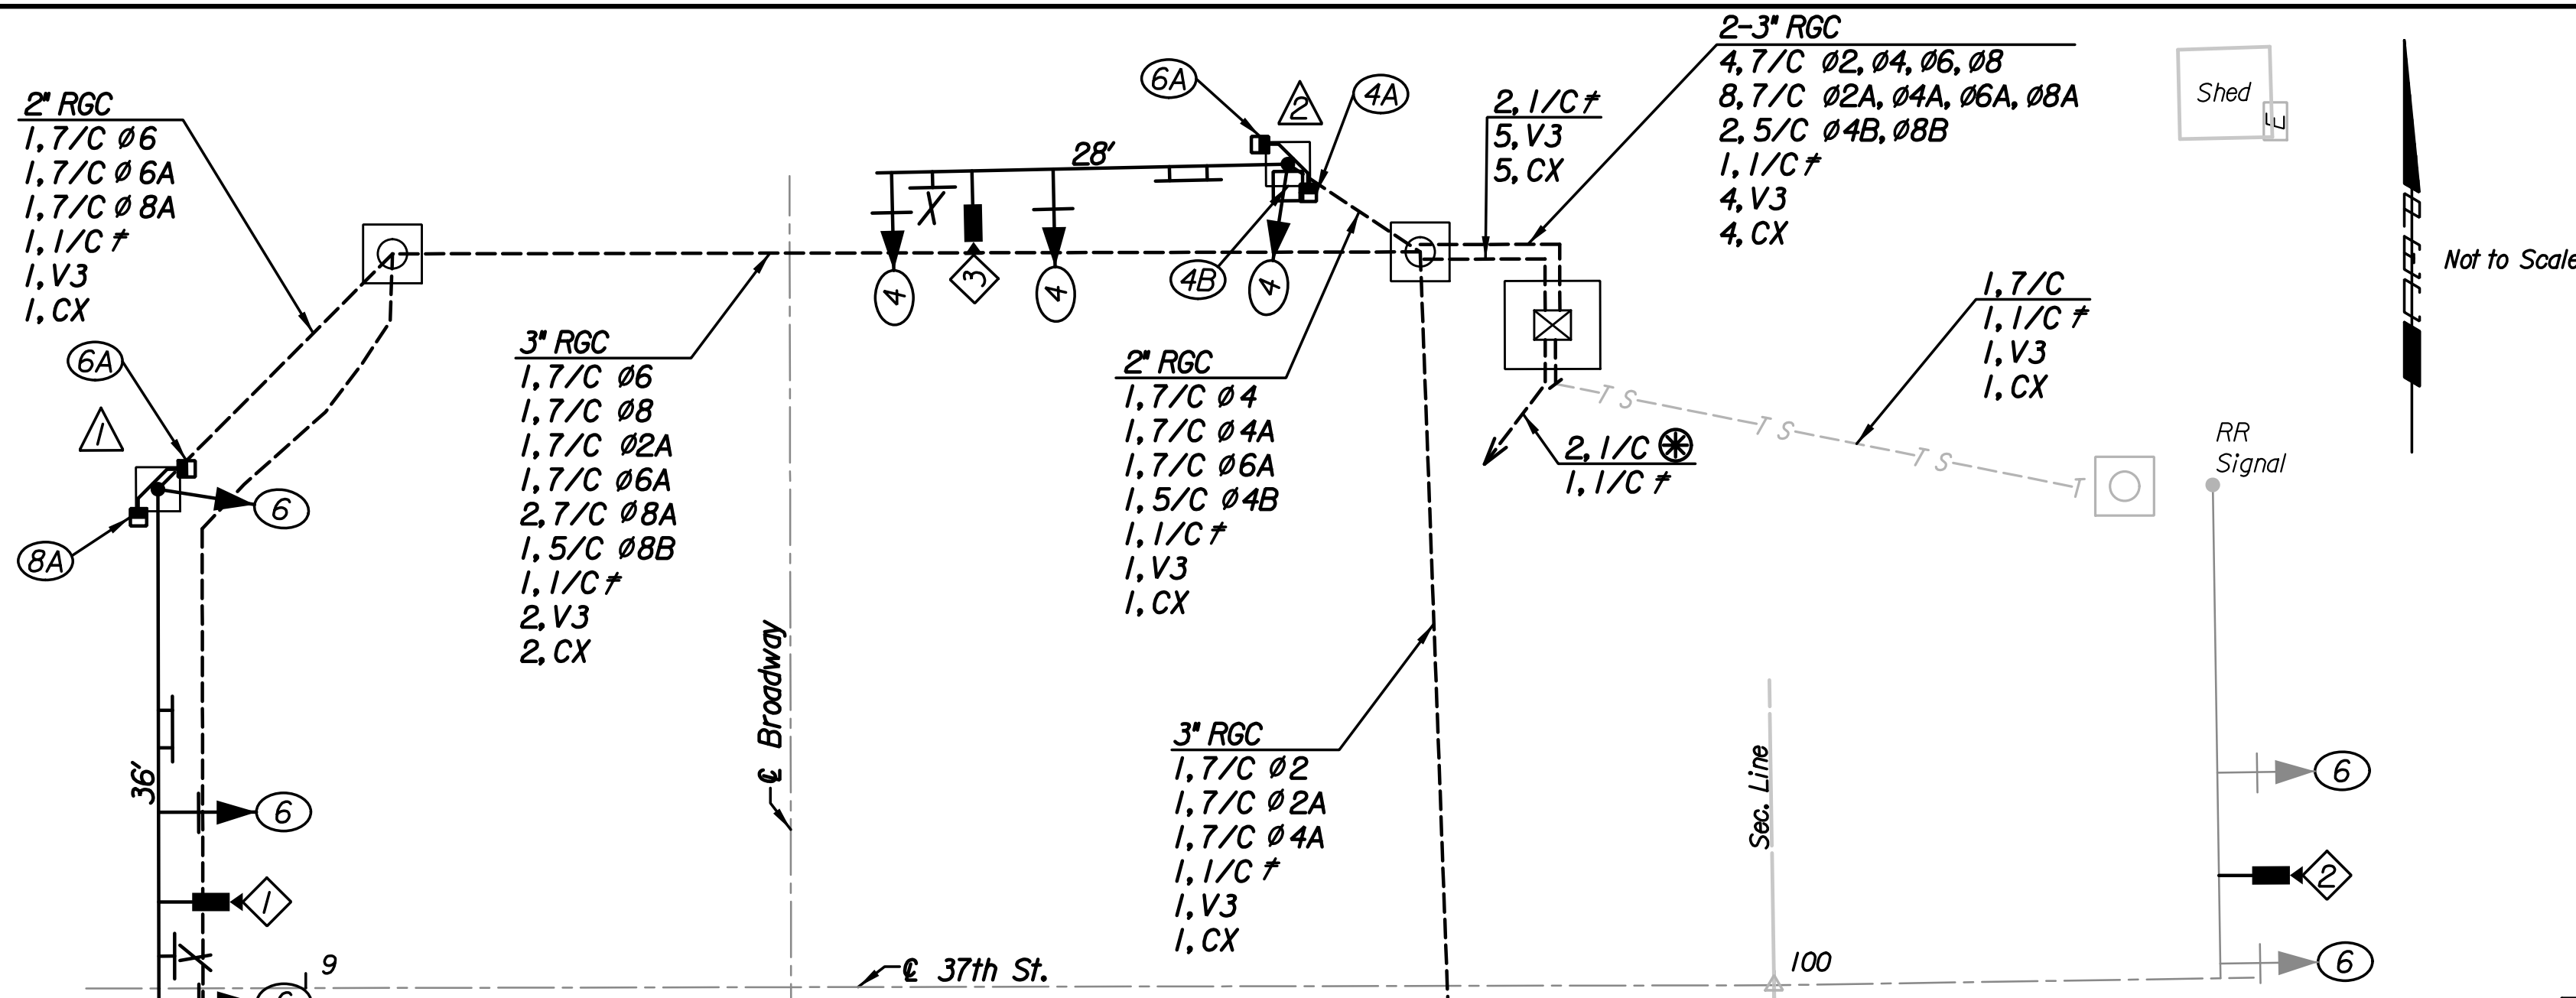 2" RGC
1, 7/C Ø6
1, 7/C Ø 6A
1, 7/C Ø 8A
1, 1/C ≠
1, V3
1, CX
6A
1
8A
6
36'
6
1
9
6
3" RGC
1, 7/C Ø6
1, 7/C Ø8
1, 7/C Ø2A
1, 7/C Ø6A
2, 7/C Ø 8A
1, 5/C Ø8B
1, 1/C ≠
2, V3
2, CX
℄ Broadway
28'
6A
2
4A
4
3
4
4B
4
2" RGC
1, 7/C Ø 4
1, 7/C Ø 4A
1, 7/C Ø6A
1, 5/C Ø4B
1, 1/C ≠
1, V3
1, CX
3" RGC
1, 7/C Ø2
1, 7/C Ø 2A
1, 7/C Ø 4A
1, 1/C ≠
1, V3
1, CX
℄ 37th St.
2, 1/C ≠
5, V3
5, CX
2-3" RGC
4, 7/C Ø2, Ø4, Ø6, Ø8
8, 7/C Ø2A, Ø4A, Ø6A, Ø8A
2, 5/C Ø4B, Ø8B
1, 1/C ≠
4, V3
4, CX
1, 7/C
1, 1/C ≠
1, V3
1, CX
2, 1/C
1, 1/C ≠
T S
T S
T S
T
Sec. Line
100
Shed
RR
Signal
6
2
6
Not to Scale